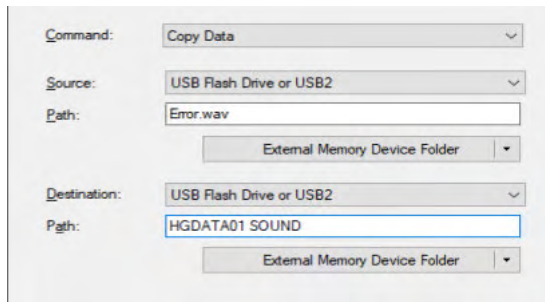 Command: Copy Data
Source: USB Flash Drive or USB2
Path: Error.wav
External Memory Device Folder
Destination: USB Flash Drive or USB2
Path: HGDATA01 SOUND
External Memory Device Folder